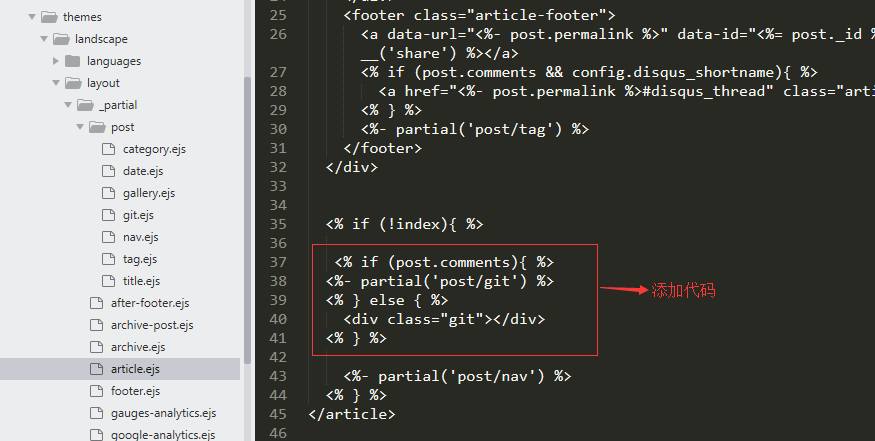 themes
landscape
languages
layout
_partial
post
category.ejs
date.ejs
gallery.ejs
git.ejs
nav.ejs
tag.ejs
title.ejs
after-footer.ejs
archive-post.ejs
archive.ejs
article.ejs
footer.ejs
gauges-analytics.ejs
google-analytics.ejs
25 <footer class="article-footer">
26 <a data-url="<%- post.permalink %>" data-id="<%= post._id %
__('share') %></a>
27 <% if (post.comments && config.disqus_shortname){ %>
28 <a href="<%- post.permalink %>#disqus_thread" class="arti
29 <% } %>
30 <%- partial('post/tag') %>
31 </footer>
32 </div>
33
34
35 <% if (!index){ %>
36
37 <% if (post.comments){ %>
38 <%- partial('post/git') %>
39 <% } else { %>
40 <div class="git"></div>
41 <% } %>
42
43 <%- partial('post/nav') %>
44 <% } %>
45 </article>
46
添加代码